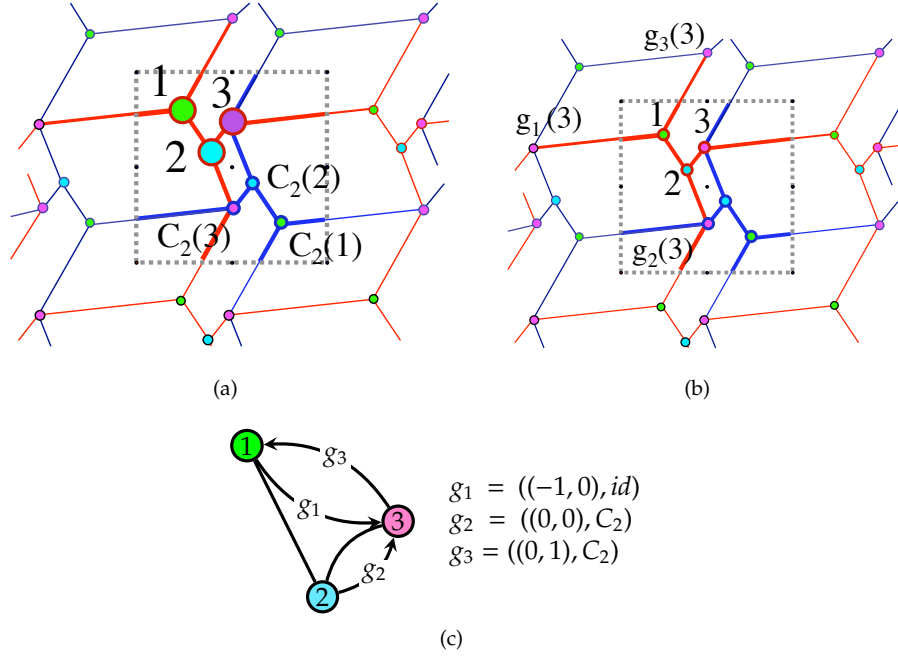 1
3
2
C₂(2)
C₂(3)
C₂(1)
(a)
g₃(3)
g₁(3)
1
3
2
g₂(3)
(b)
1
g₃
g₁
3
g₂
2
g₁ = ((−1, 0), id)
g₂ = ((0, 0), C₂)
g₃ = ((0, 1), C₂)
(c)